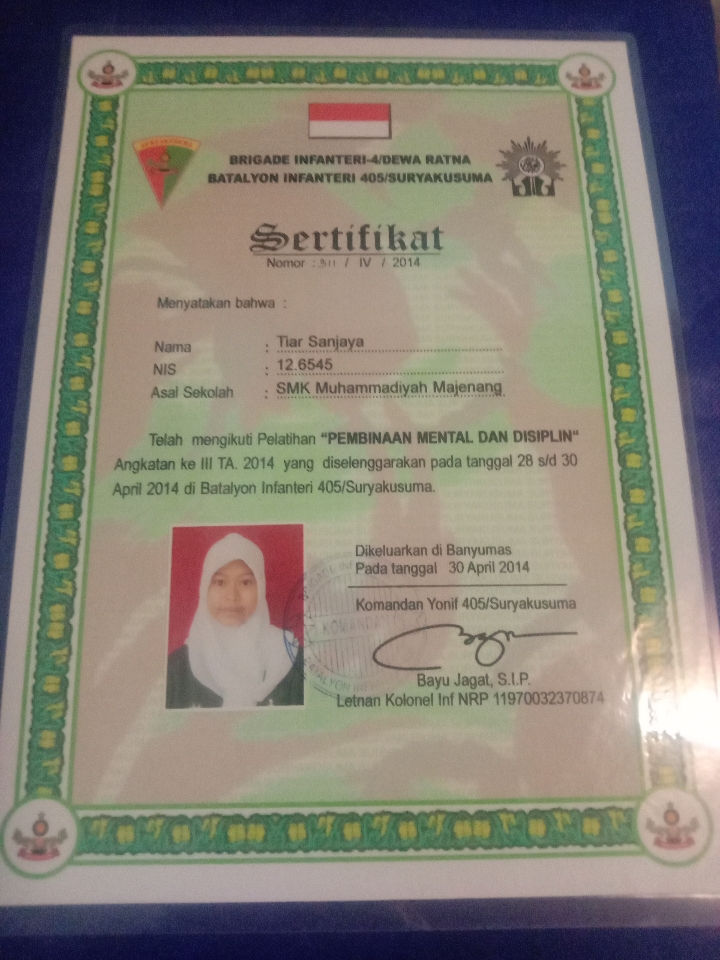 BRIGADE INFANTERI-4/DEWA RATNA
BATALYON INFANTERI 405/SURYAKUSUMA
Sertifikat
Nomor : / IV / 2014
Menyatakan bahwa :
Nama : Tiar Sanjaya
NIS : 12.6545
Asal Sekolah : SMK Muhammadiyah Majenang
Telah mengikuti Pelatihan "PEMBINAAN MENTAL DAN DISIPLIN"
Angkatan ke III TA. 2014 yang diselenggarakan pada tanggal 28 s/d 30
April 2014 di Batalyon Infanteri 405/Suryakusuma.
Dikeluarkan di Banyumas
Pada tanggal 30 April 2014
Komandan Yonif 405/Suryakusuma
KOMANDAN
Bayu Jagat, S.I.P.
Letnan Kolonel Inf NRP 11970032370874